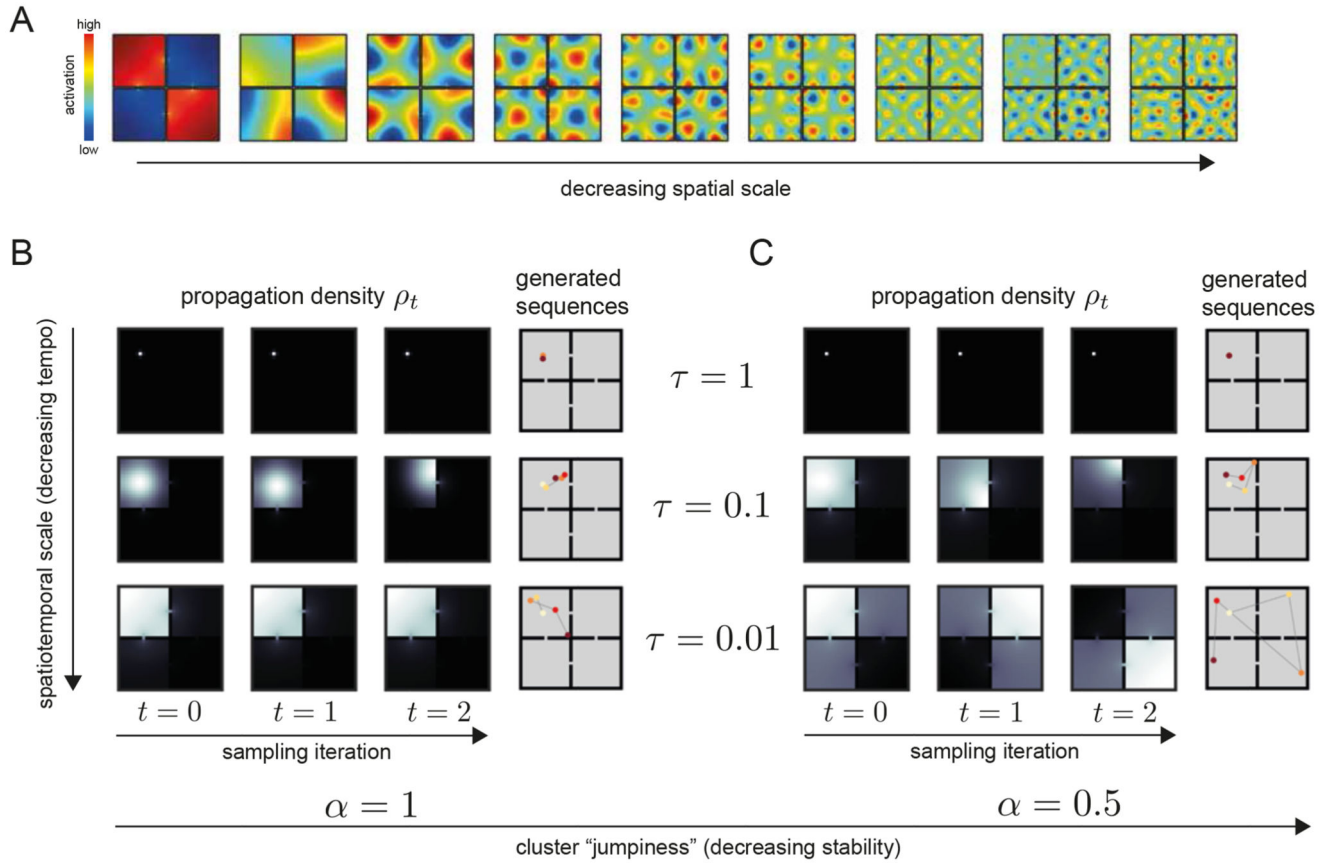 A
high
activation
low
decreasing spatial scale
B
C
propagation density ρt
generated
sequences
propagation density ρt
generated
sequences
spatiotemporal scale (decreasing tempo)
τ = 1
τ = 0.1
τ = 0.01
t = 0
t = 1
t = 2
t = 0
t = 1
t = 2
sampling iteration
sampling iteration
α = 1
α = 0.5
cluster “jumpiness” (decreasing stability)